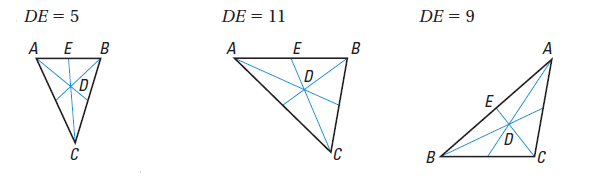 DE = 5
DE = 11
DE = 9
A E B
D
C
A E B
D
C
A
E
D
B
C